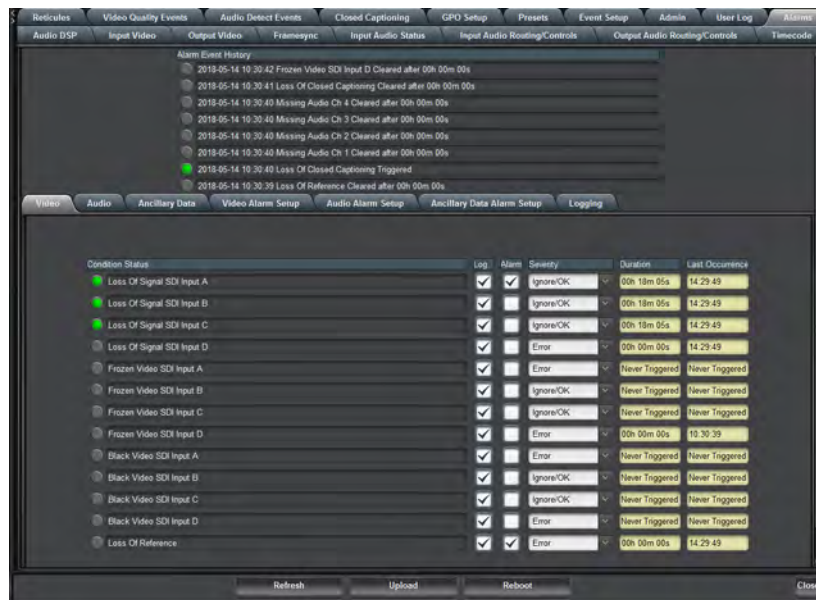 Reticules Video Quality Events Audio Detect Events Closed Captioning GPO Setup Presets Event Setup Admin User Log Alarms
Audio DSP Input Video Output Video Framesync Input Audio Status Input Audio Routing/Controls Output Audio Routing/Controls Timecode
Alarm Event History
2018-05-14 10:30:42 Frozen Video SDI Input D Cleared after 00h 00m 00s
2018-05-14 10:30:41 Loss Of Closed Captioning Cleared after 00h 00m 00s
2018-05-14 10:30:40 Missing Audio Ch 4 Cleared after 00h 00m 00s
2018-05-14 10:30:40 Missing Audio Ch 3 Cleared after 00h 00m 00s
2018-05-14 10:30:40 Missing Audio Ch 2 Cleared after 00h 00m 00s
2018-05-14 10:30:40 Missing Audio Ch 1 Cleared after 00h 00m 00s
2018-05-14 10:30:40 Loss Of Closed Captioning Triggered
2018-05-14 10:30:39 Loss Of Reference Cleared after 00h 00m 00s
Video Audio Ancillary Data Video Alarm Setup Audio Alarm Setup Ancillary Data Alarm Setup Logging
Condition Status Log Alarm Severity Duration Last Occurrence
Loss Of Signal SDI Input A Ignore/OK 00h 18m 05s 14:29:49
Loss Of Signal SDI Input B Ignore/OK 00h 18m 05s 14:29:49
Loss Of Signal SDI Input C Ignore/OK 00h 18m 05s 14:29:49
Loss Of Signal SDI Input D Error 00h 00m 00s 14:29:49
Frozen Video SDI Input A Error Never Triggered Never Triggered
Frozen Video SDI Input B Ignore/OK Never Triggered Never Triggered
Frozen Video SDI Input C Ignore/OK Never Triggered Never Triggered
Frozen Video SDI Input D Error 00h 00m 00s 10:30:39
Black Video SDI Input A Error Never Triggered Never Triggered
Black Video SDI Input B Ignore/OK Never Triggered Never Triggered
Black Video SDI Input C Ignore/OK Never Triggered Never Triggered
Black Video SDI Input D Error Never Triggered Never Triggered
Loss Of Reference Error 00h 00m 00s 14:29:49
Refresh Upload Reboot Clos